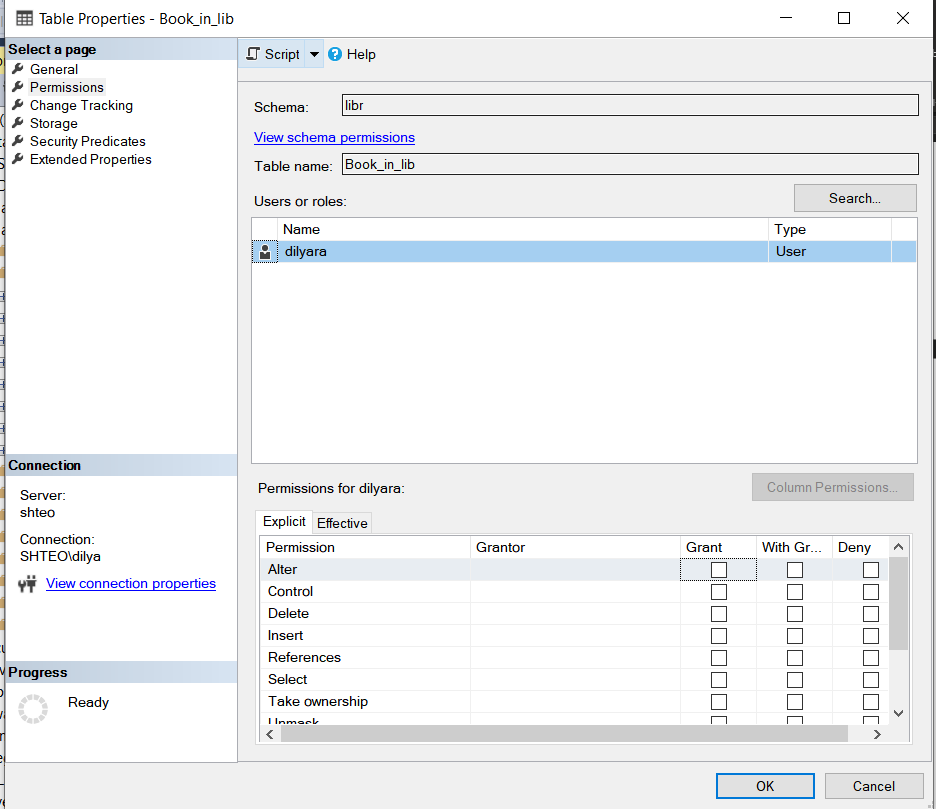 Table Properties - Book_in_lib
Select a page
General
Permissions
Change Tracking
Storage
Security Predicates
Extended Properties
Connection
Server:
shteo
Connection:
SHTEO\dilya
View connection properties
Progress
Ready
Script Help
Schema: libr
View schema permissions
Table name: Book_in_lib
Users or roles: Search...
Name Type
dilyara User
Permissions for dilyara: Column Permissions...
Explicit Effective
Permission Grantor Grant With Gr... Deny
Alter
Control
Delete
Insert
References
Select
Take ownership
Unmask
OK Cancel